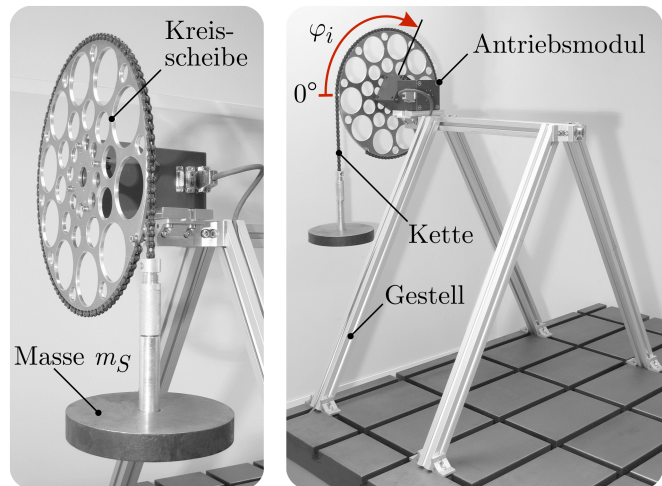 Kreis-
scheibe
Masse m_S
φ_i
0°
Antriebsmodul
Kette
Gestell